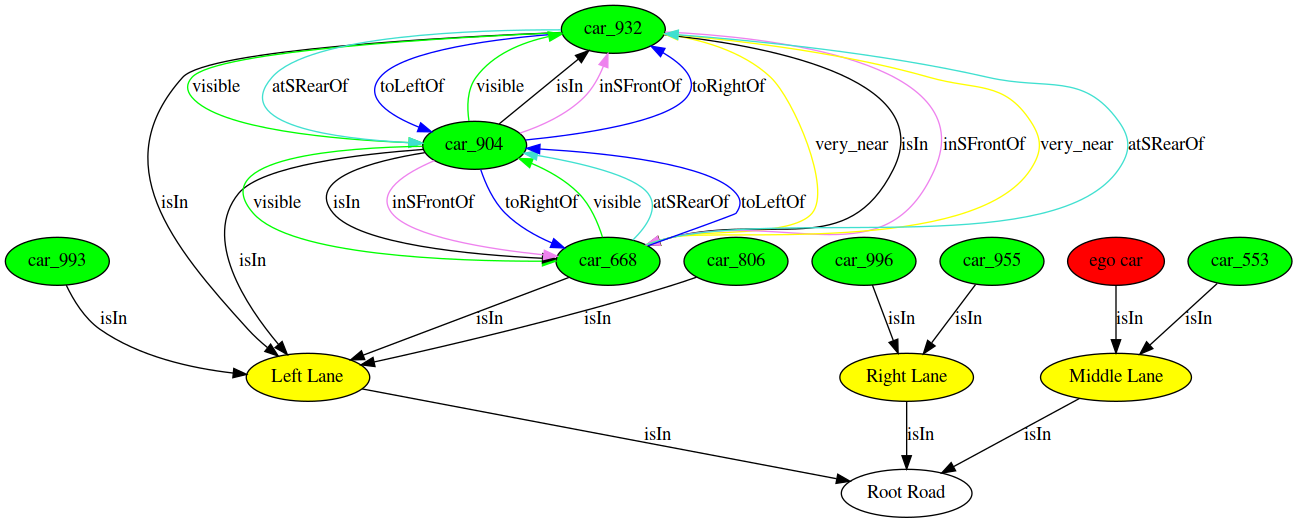 car_932
visible
atSRearOf
toLeftOf
visible
isIn
inSFrontOf
toRightOf
car_904
very_near
isIn
inSFrontOf
very_near
atSRearOf
isIn
visible
isIn
inSFrontOf
toRightOf
visible
atSRearOf
toLeftOf
isIn
car_993
car_668
car_806
car_996
car_955
ego car
car_553
isIn
isIn
isIn
isIn
isIn
isIn
isIn
Left Lane
Right Lane
Middle Lane
isIn
isIn
isIn
Root Road